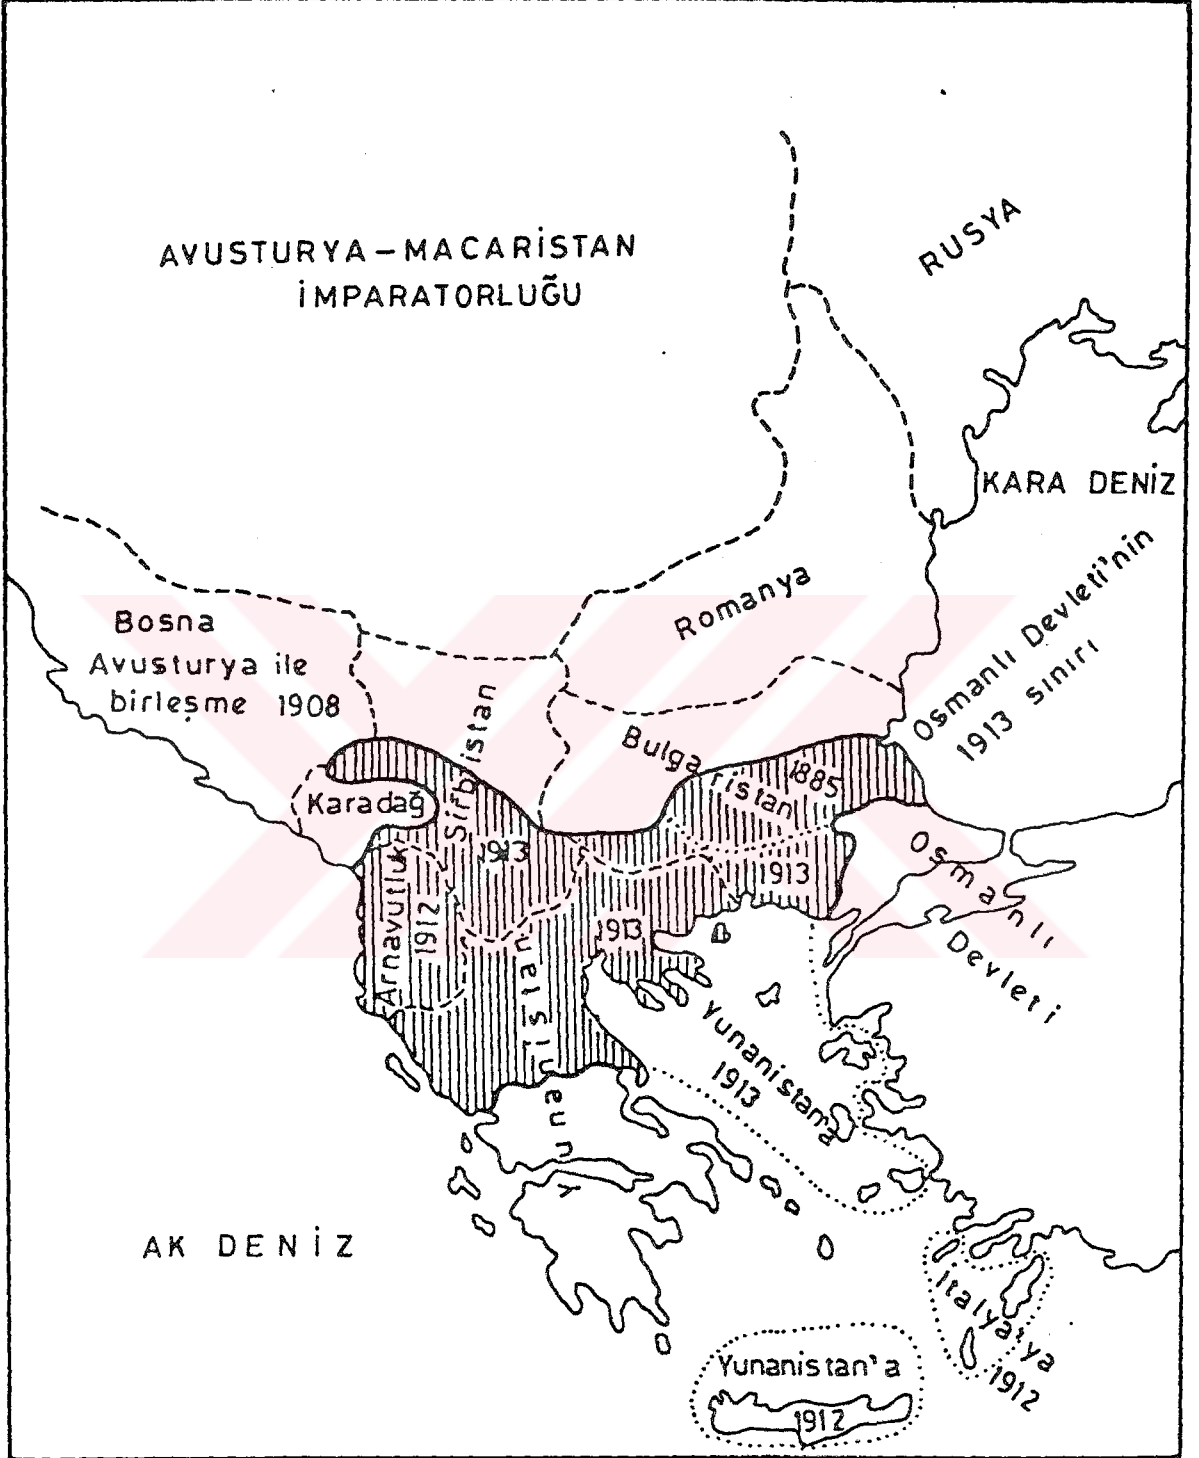 AVUSTURYA-MACARİSTAN
İMPARATORLUĞU
RUSYA
KARA DENİZ
Romanya
Bosna
Avusturya ile
birleşme 1908
Osmanlı Devleti'nin
1913 sınırı
Sırbistan
Bulgaristan
1885
Karadağ
1913
Arnavutluk
1912
1913
1913
Osmanlı
Devleti
Yunanistan
Yunanistan'a
1913
AK DENİZ
İtalya'ya
1912
Yunanistan'a
1912